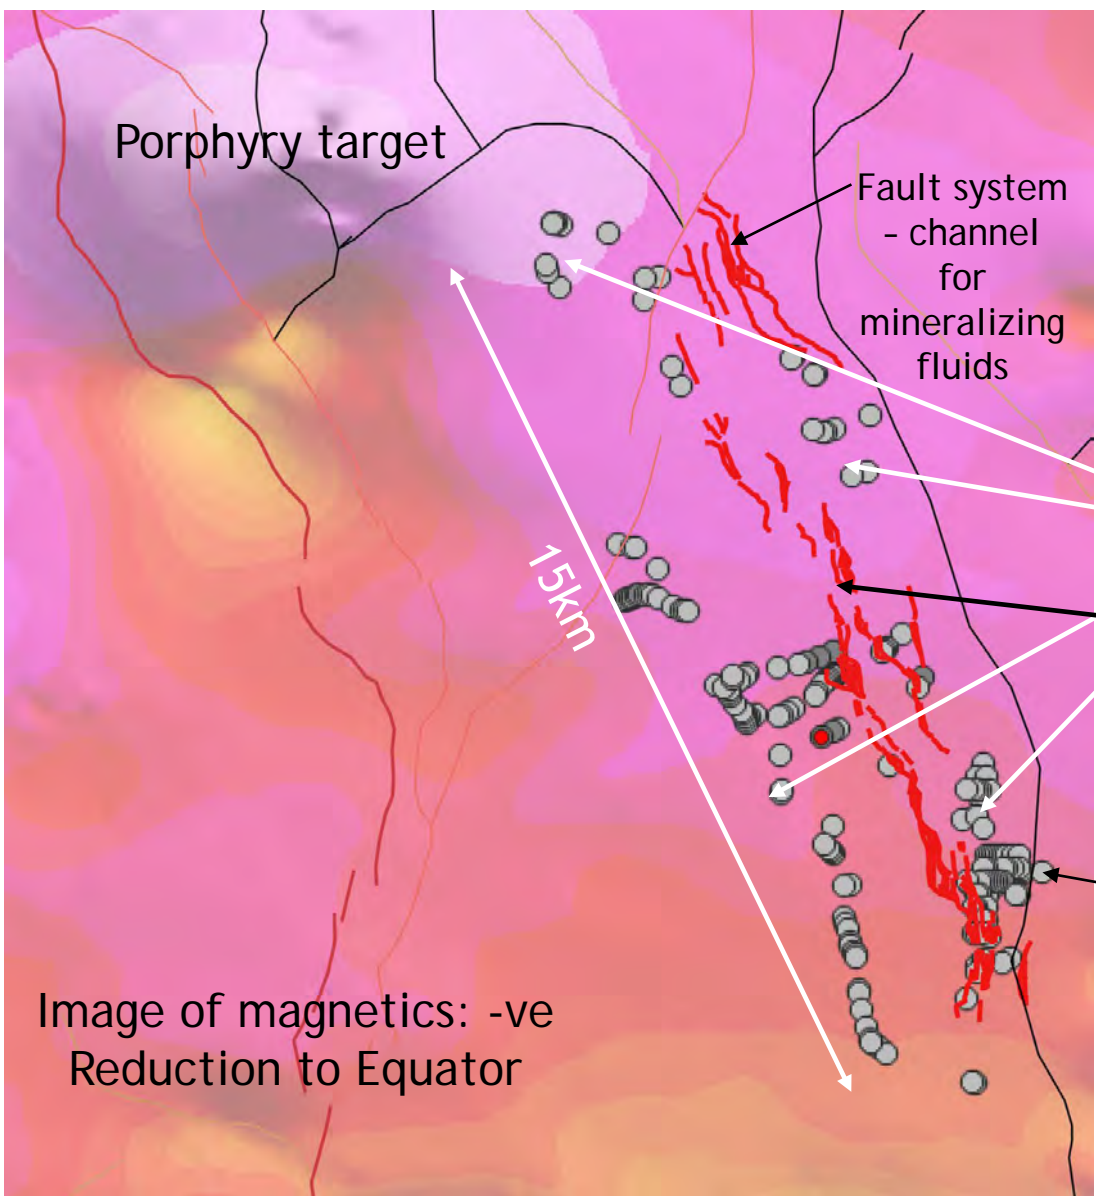 Porphyry target
Fault system
- channel
for
mineralizing
fluids
15km
Image of magnetics: -ve
Reduction to Equator